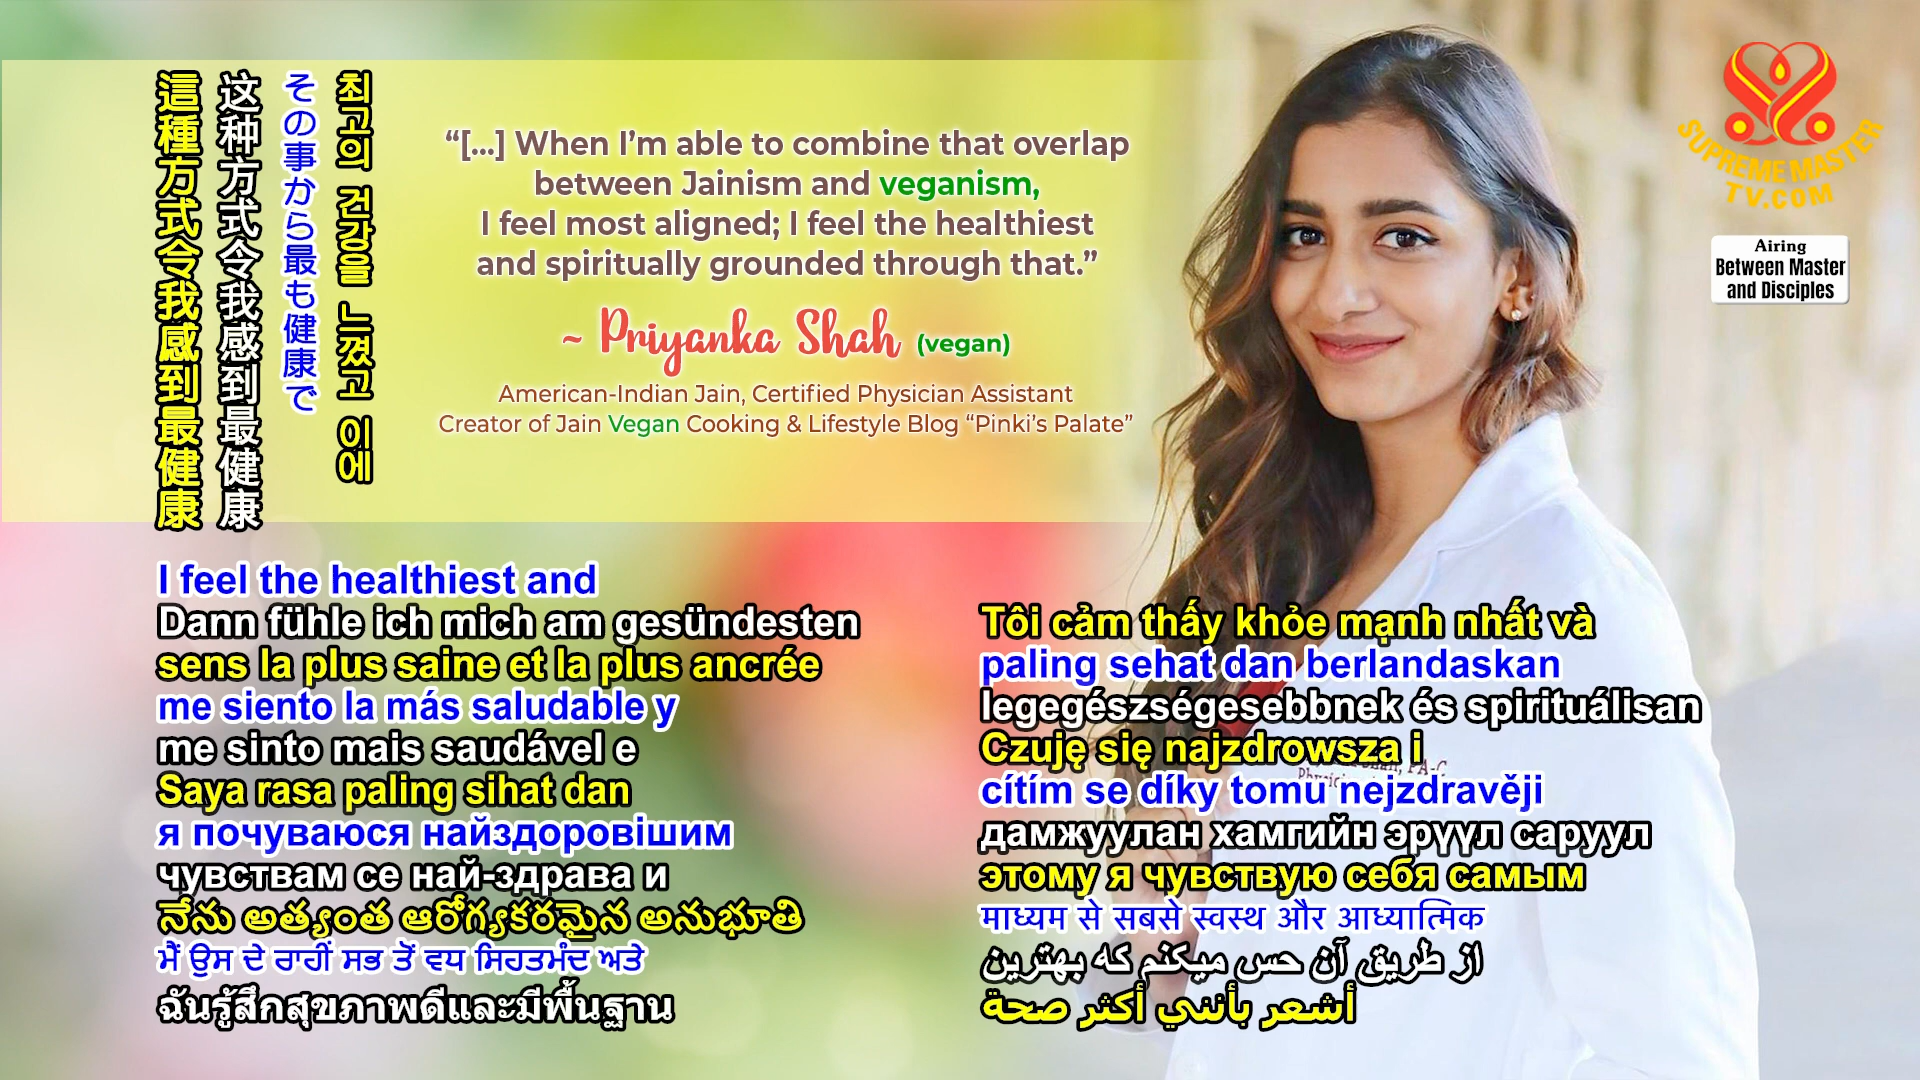 這種方式令我感到最健康
这种方式令我感到最健康
その事から最も健康で
최고의 건강을 느꼈고 이에
“[...] When I’m able to combine that overlap
between Jainism and veganism,
I feel most aligned; I feel the healthiest
and spiritually grounded through that.”
~ Priyanka Shah (vegan)
American-Indian Jain, Certified Physician Assistant
Creator of Jain Vegan Cooking & Lifestyle Blog “Pinki’s Palate”
SUPREME MASTER
TV.COM
Airing
Between Master
and Disciples
I feel the healthiest and
Dann fühle ich mich am gesündesten
sens la plus saine et la plus ancrée
me siento la más saludable y
me sinto mais saudável e
Saya rasa paling sihat dan
я почуваюся найздоровішим
чувствам се най-здрава и
నేను అత్యంత ఆరోగ్యకరమైన అనుభూతి
ਮੈਂ ਉਸ ਦੇ ਰਾਹੀਂ ਸਭ ਤੋਂ ਵਧ ਸਿਹਤਮੰਦ ਅਤੇ
ฉันรู้สึกสุขภาพดีและมีพื้นฐาน
Tôi cảm thấy khỏe mạnh nhất và
paling sehat dan berlandaskan
legegészségesebbnek és spirituálisan
Czuję się najzdrowsza i
cítím se díky tomu nejzdravěji
дамжуулан хамгийн эрүүл саруул
этому я чувствую себя самым
माध्यम से सबसे स्वस्थ और आध्यात्मिक
از طریق آن حس میکنم که بهترین
أشعر بأنني أكثر صحة
PA-C